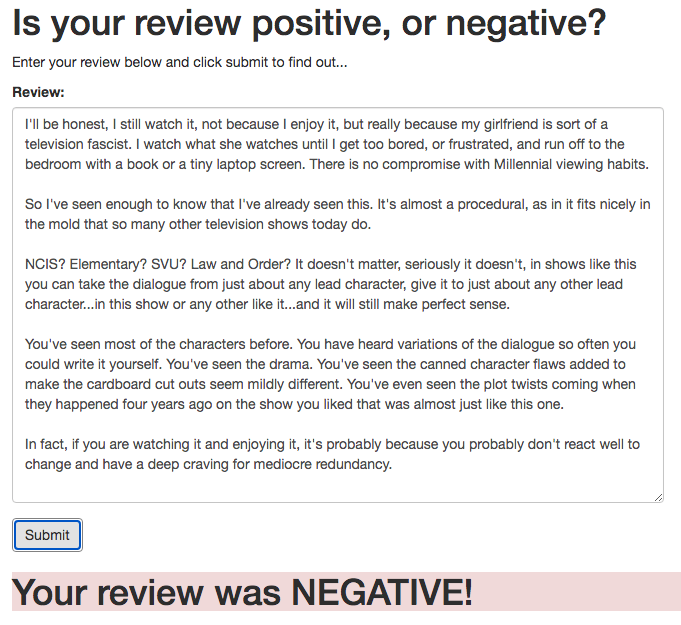 Is your review positive, or negative?
Enter your review below and click submit to find out...
Review:
I'll be honest, I still watch it, not because I enjoy it, but really because my girlfriend is sort of a
television fascist. I watch what she watches until I get too bored, or frustrated, and run off to the
bedroom with a book or a tiny laptop screen. There is no compromise with Millennial viewing habits.
So I've seen enough to know that I've already seen this. It's almost a procedural, as in it fits nicely in
the mold that so many other television shows today do.
NCIS? Elementary? SVU? Law and Order? It doesn't matter, seriously it doesn't, in shows like this
you can take the dialogue from just about any lead character, give it to just about any other lead
character...in this show or any other like it...and it will still make perfect sense.
You've seen most of the characters before. You have heard variations of the dialogue so often you
could write it yourself. You've seen the drama. You've seen the canned character flaws added to
make the cardboard cut outs seem mildly different. You've even seen the plot twists coming when
they happened four years ago on the show you liked that was almost just like this one.
In fact, if you are watching it and enjoying it, it's probably because you probably don't react well to
change and have a deep craving for mediocre redundancy.
Submit
Your review was NEGATIVE!